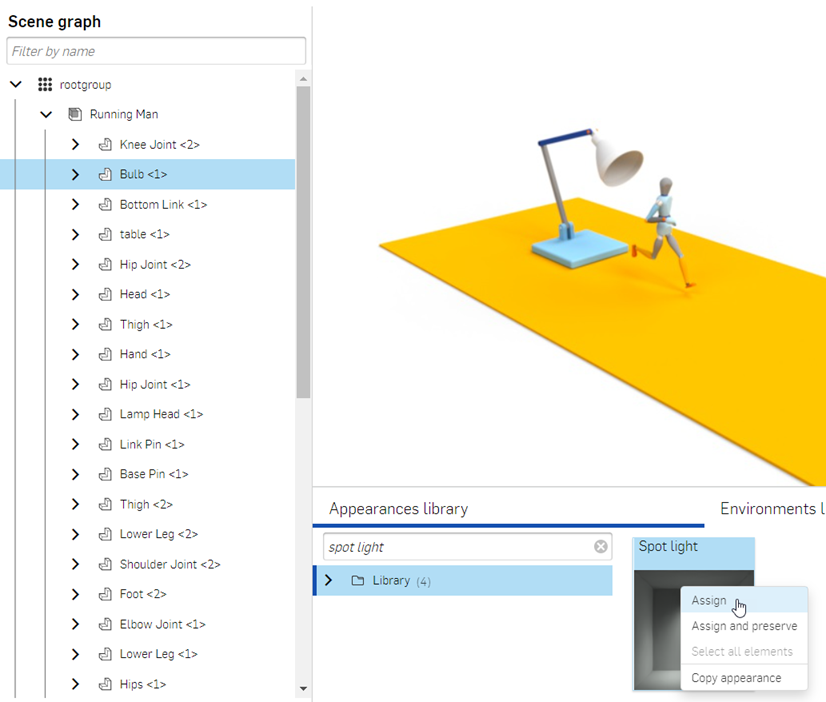 Scene graph
Filter by name
rootgroup
Running Man
Knee Joint <2>
Bulb <1>
Bottom Link <1>
table <1>
Hip Joint <2>
Head <1>
Thigh <1>
Hand <1>
Hip Joint <1>
Lamp Head <1>
Link Pin <1>
Base Pin <1>
Thigh <2>
Lower Leg <2>
Shoulder Joint <2>
Foot <2>
Elbow Joint <1>
Lower Leg <1>
Hips <1>
Appearances library
Environments l
spot light
Library (4)
Spot light
Assign
Assign and preserve
Select all elements
Copy appearance